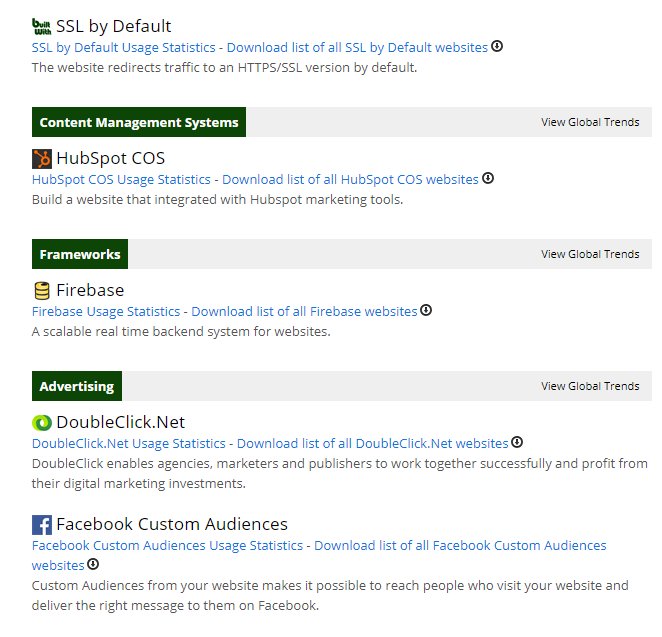 Built With
SSL by Default
SSL by Default Usage Statistics - Download list of all SSL by Default websites
The website redirects traffic to an HTTPS/SSL version by default.
Content Management Systems View Global Trends
HubSpot COS
HubSpot COS Usage Statistics - Download list of all HubSpot COS websites
Build a website that integrated with Hubspot marketing tools.
Frameworks View Global Trends
Firebase
Firebase Usage Statistics - Download list of all Firebase websites
A scalable real time backend system for websites.
Advertising View Global Trends
DoubleClick.Net
DoubleClick.Net Usage Statistics - Download list of all DoubleClick.Net websites
DoubleClick enables agencies, marketers and publishers to work together successfully and profit from
their digital marketing investments.
f Facebook Custom Audiences
Facebook Custom Audiences Usage Statistics - Download list of all Facebook Custom Audiences
websites
Custom Audiences from your website makes it possible to reach people who visit your website and
deliver the right message to them on Facebook.